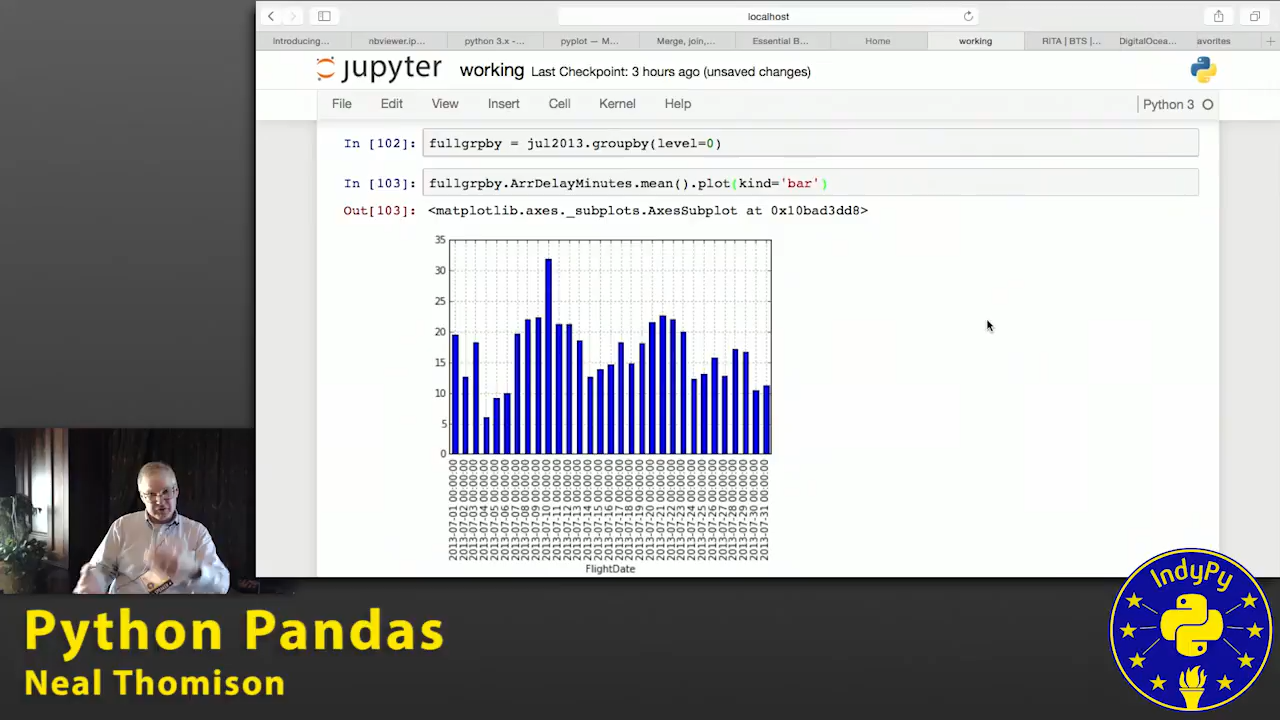 localhost
Introducing...
nbviewer.ip...
python 3.x -...
pyplot — M...
Merge, join,...
Essential B...
Home
working
RITA | BTS |...
DigitalOcea...
avorites
jupyter working Last Checkpoint: 3 hours ago (unsaved changes)
File Edit View Insert Cell Kernel Help Python 3
In [102]: fullgrpby = jul2013.groupby(level=0)
In [103]: fullgrpby.ArrDelayMinutes.mean().plot(kind='bar')
Out[103]: <matplotlib.axes._subplots.AxesSubplot at 0x10bad3dd8>
35
30
25
20
15
10
5
0
2013-07-01 00:00:00
2013-07-02 00:00:00
2013-07-03 00:00:00
2013-07-04 00:00:00
2013-07-05 00:00:00
2013-07-06 00:00:00
2013-07-07 00:00:00
2013-07-08 00:00:00
2013-07-09 00:00:00
2013-07-10 00:00:00
2013-07-11 00:00:00
2013-07-12 00:00:00
2013-07-13 00:00:00
2013-07-14 00:00:00
2013-07-15 00:00:00
2013-07-16 00:00:00
2013-07-17 00:00:00
2013-07-18 00:00:00
2013-07-19 00:00:00
2013-07-20 00:00:00
2013-07-21 00:00:00
2013-07-22 00:00:00
2013-07-23 00:00:00
2013-07-24 00:00:00
2013-07-25 00:00:00
2013-07-26 00:00:00
2013-07-27 00:00:00
2013-07-28 00:00:00
2013-07-29 00:00:00
2013-07-30 00:00:00
2013-07-31 00:00:00
FlightDate
IndyPy
Python Pandas
Neal Thomison